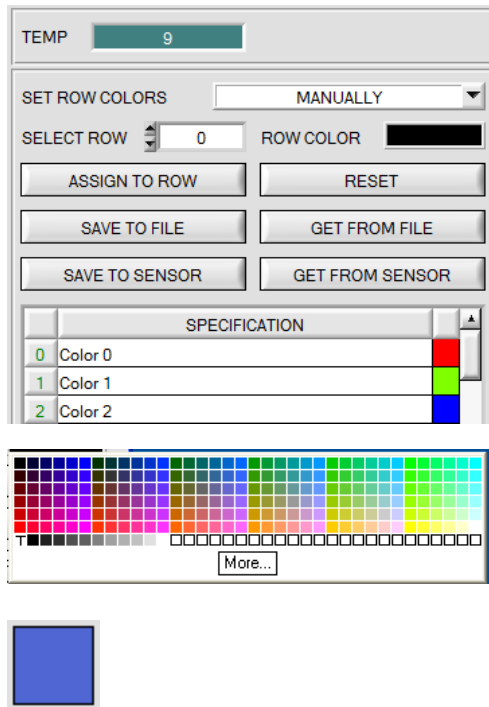 TEMP 9
SET ROW COLORS MANUALLY
SELECT ROW 0 ROW COLOR
ASSIGN TO ROW RESET
SAVE TO FILE GET FROM FILE
SAVE TO SENSOR GET FROM SENSOR
SPECIFICATION
0 Color 0
1 Color 1
2 Color 2
T
More...